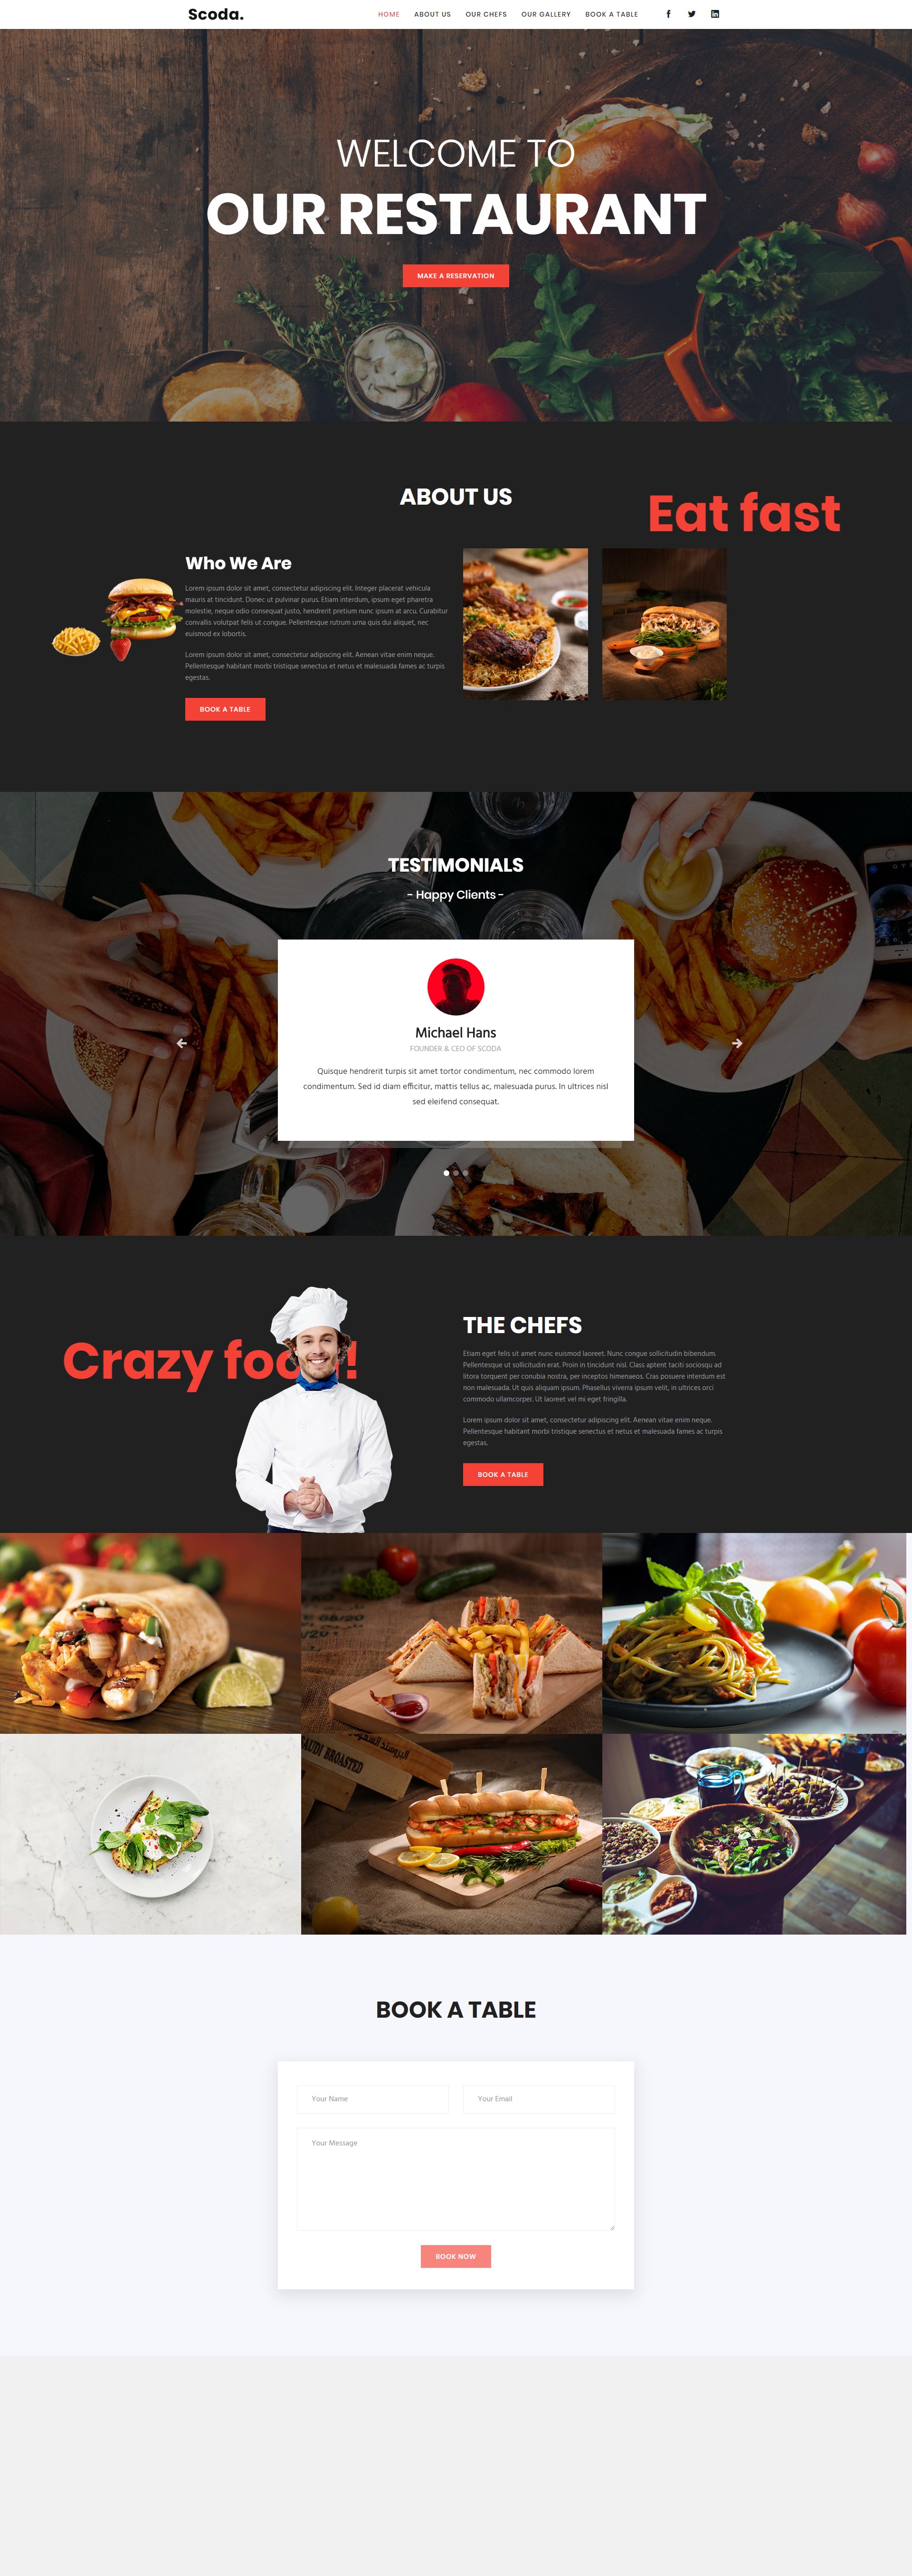 Scoda.
HOME ABOUT US OUR CHEFS OUR GALLERY BOOK A TABLE
WELCOME TO
OUR RESTAURANT
MAKE A RESERVATION
ABOUT US
Eat fast
Who We Are
Lorem ipsum dolor sit amet, consectetur adipiscing elit. Integer placerat vehicula
mauris at tincidunt. Donec ut pulvinar purus. Etiam interdum, ipsum eget pharetra
molestie, neque odio consequat justo, hendrerit pretium nunc ipsum at arcu. Curabitur
convallis volutpat felis ut congue. Pellentesque rutrum urna quis dui aliquet, nec
euismod ex lobortis.
Lorem ipsum dolor sit amet, consectetur adipiscing elit. Aenean vitae enim neque.
Pellentesque habitant morbi tristique senectus et netus et malesuada fames ac turpis
egestas.
BOOK A TABLE
TESTIMONIALS
- Happy Clients -
Michael Hans
FOUNDER & CEO OF SCODA
Quisque hendrerit turpis sit amet tortor condimentum, nec commodo lorem
condimentum. Sed id diam efficitur, mattis tellus ac, malesuada purus. In ultrices nisl
sed eleifend consequat.
Crazy food!
THE CHEFS
Etiam eget felis sit amet nunc euismod laoreet. Nunc congue sollicitudin bibendum.
Pellentesque ut sollicitudin erat. Proin in tincidunt nisl. Class aptent taciti sociosqu ad
litora torquent per conubia nostra, per inceptos himenaeos. Cras posuere interdum est
non malesuada. Ut quis aliquam ipsum. Phasellus viverra ipsum velit, in ultrices orci
commodo ullamcorper. Ut laoreet vel mi eget fringilla.
Lorem ipsum dolor sit amet, consectetur adipiscing elit. Aenean vitae enim neque.
Pellentesque habitant morbi tristique senectus et netus et malesuada fames ac turpis
egestas.
BOOK A TABLE
BROASTED
BOOK A TABLE
Your Name
Your Email
Your Message
BOOK NOW